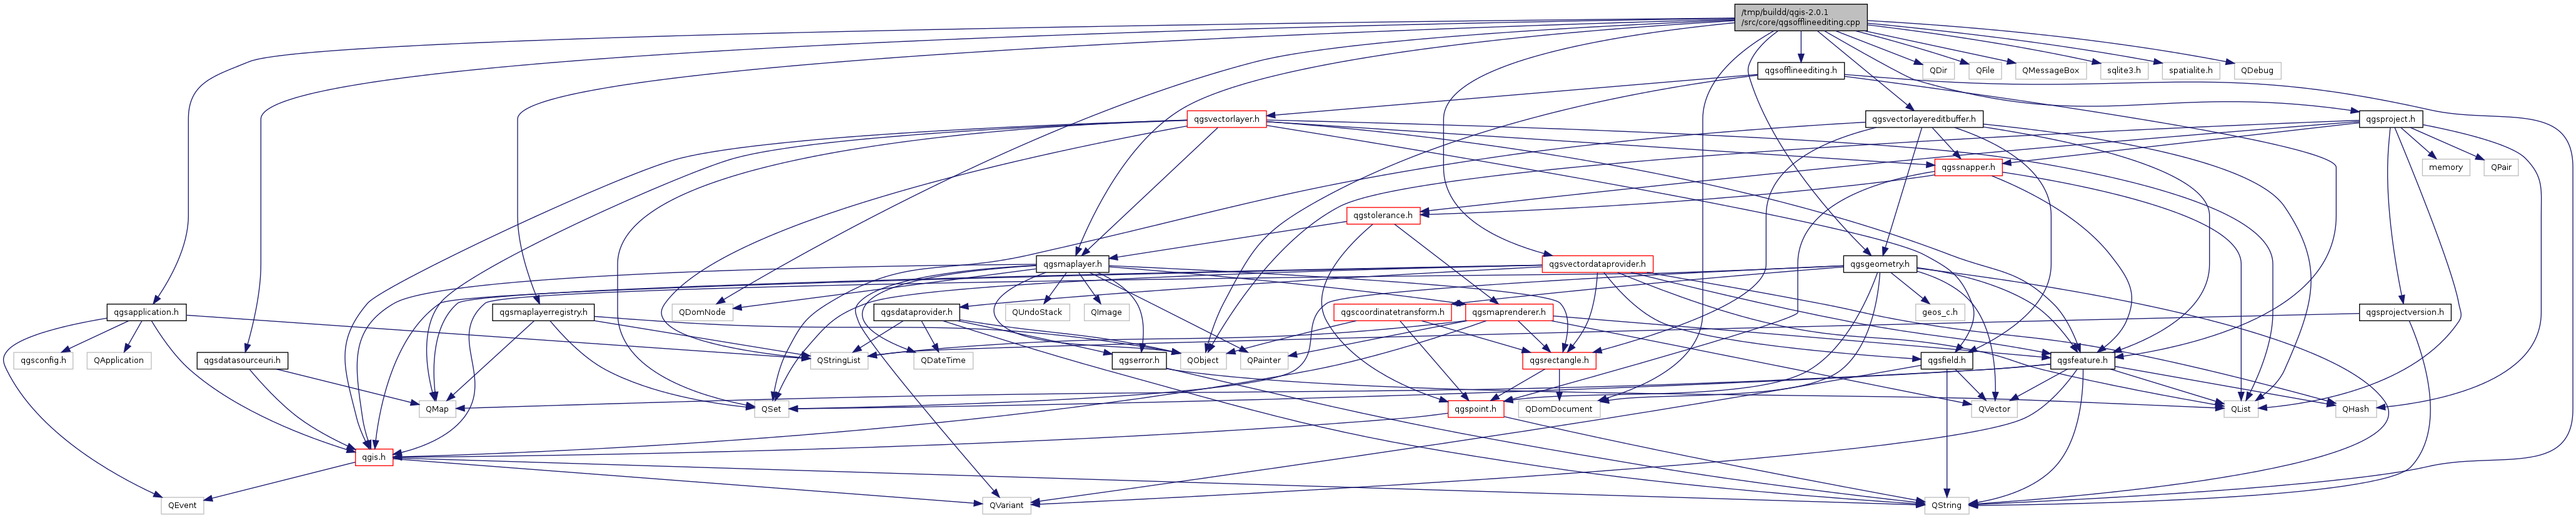 /tmp/buildd/qgis-2.0.1
/src/core/qgsofflineediting.cpp
qgsofflineediting.h
QDir
QFile
QMessageBox
sqlite3.h
spatialite.h
QDebug
qgsvectorlayer.h
qgsvectorlayereditbuffer.h
qgsproject.h
qgssnapper.h
memory
QPair
qgstolerance.h
qgsmaplayer.h
qgsvectordataprovider.h
qgsgeometry.h
qgsapplication.h
qgsmaplayerregistry.h
QDomNode
qgsdataprovider.h
QUndoStack
QImage
qgscoordinatetransform.h
qgsmaprenderer.h
geos_c.h
qgsprojectversion.h
qgsconfig.h
QApplication
qgsdatasourceuri.h
QStringList
QDateTime
qgserror.h
QObject
QPainter
qgsrectangle.h
qgsfield.h
qgsfeature.h
QMap
QSet
qgspoint.h
QDomDocument
QVector
QList
QHash
qgis.h
QEvent
QVariant
QString